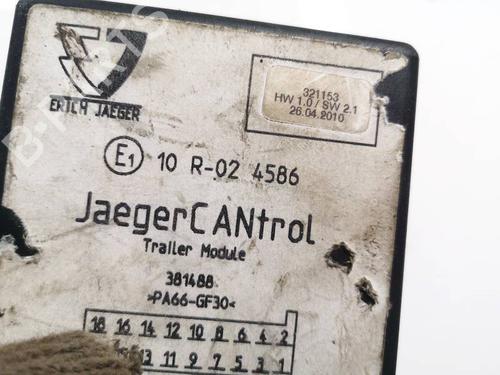 ERICH JAEGER
321153
HW 1.0 / SW 2.1
26.04.2010
E1 10 R-02 4586
JaegerCANtrol
Trailer Module
381488
>PA66-GF30<
18 16 14 12 10 8 6 4 2
13 11 9 7 5 3 1